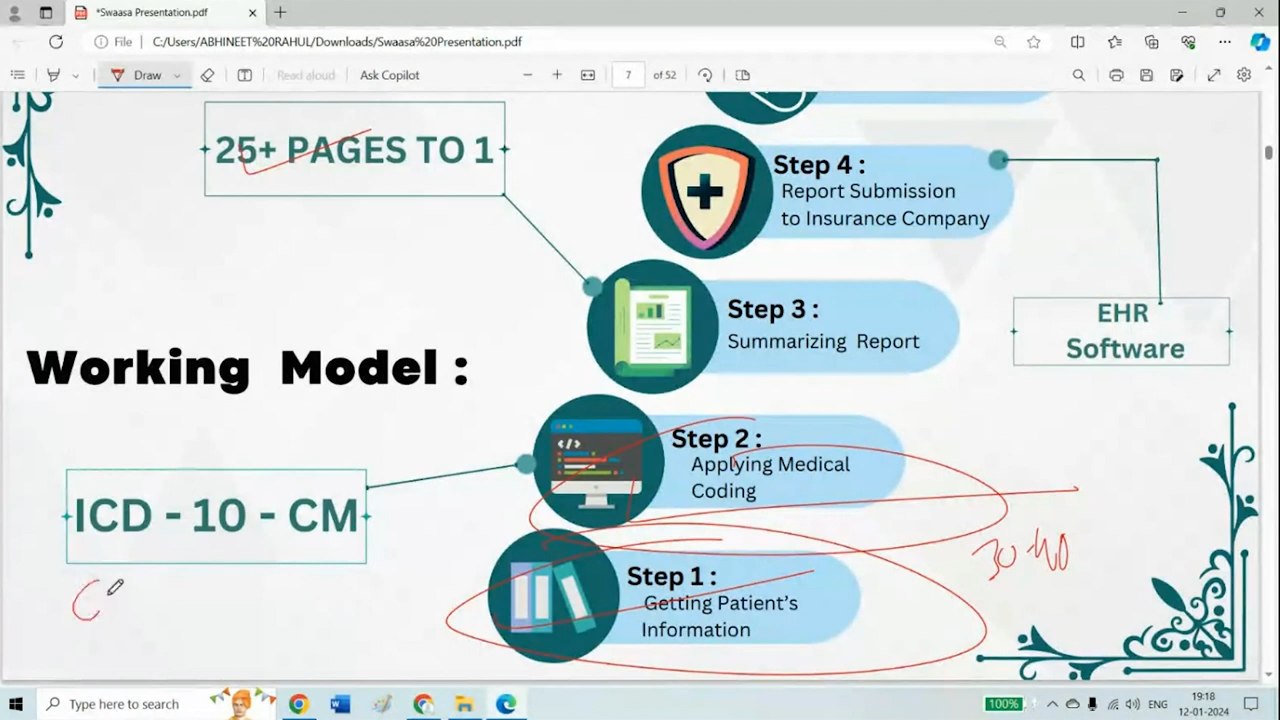 *Swaasa Presentation.pdf
File C:/Users/ABHINEET%20RAHUL/Downloads/Swaasa%20Presentation.pdf
Draw
Read aloud
Ask Copilot
7 of 52
25+ PAGES TO 1
Step 4 :
Report Submission
to Insurance Company
EHR
Software
Step 3 :
Summarizing Report
Working Model :
Step 2 :
Applying Medical
Coding
ICD - 10 - CM
30-40
C
Step 1 :
Getting Patient’s
Information
Type here to search
100%
ENG
19:18
12-01-2024